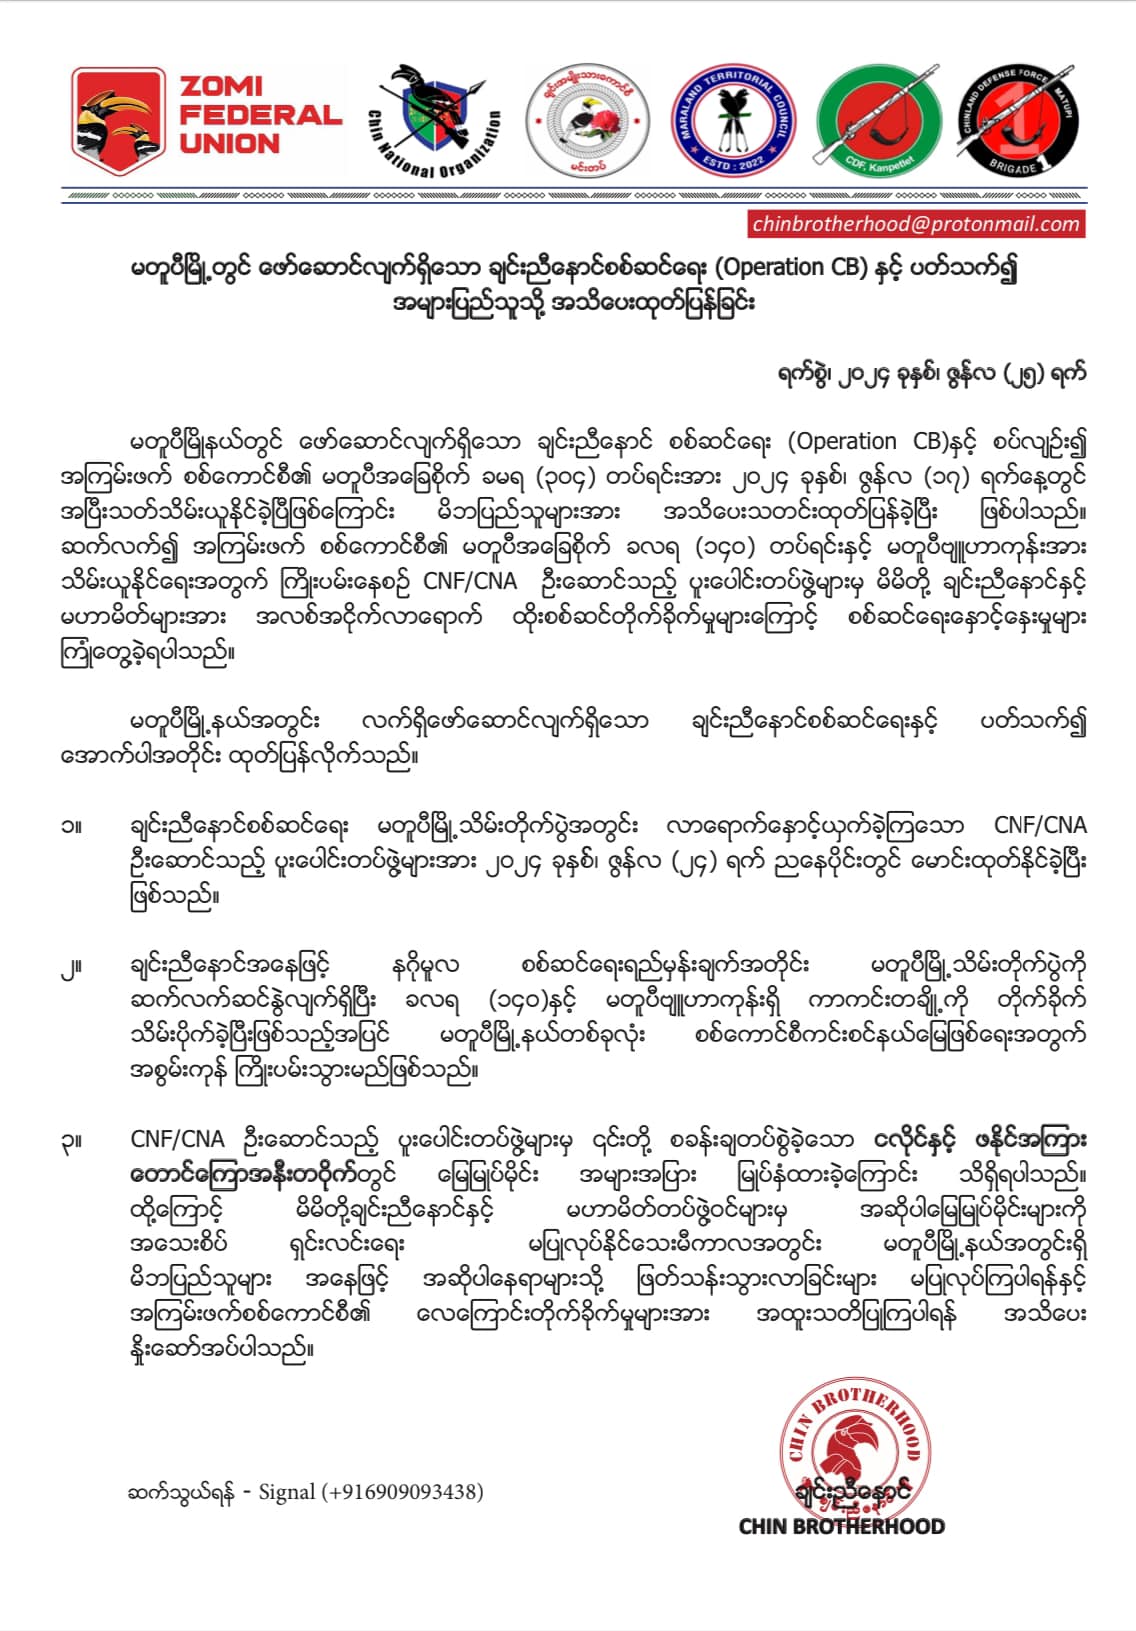 ZOMI
FEDERAL
UNION
Chin National Organization
ချင်းအမျိုးသားကောင်စီ
မင်းတပ်
MARALAND TERRITORIAL COUNCIL
ESTD : 2022
CDF, Kanpetlet
CHINLAND DEFENSE FORCE MATUPI
1
BRIGADE 1
chinbrotherhood@protonmail.com
မတူပီမြို့တွင် ဖော်ဆောင်လျက်ရှိသော ချင်းညီနောင်စစ်ဆင်ရေး (Operation CB) နှင့် ပတ်သက်၍
အများပြည်သူသို့ အသိပေးထုတ်ပြန်ခြင်း
ရက်စွဲ၊ ၂၀၂၄ ခုနှစ်၊ ဇွန်လ (၂၅) ရက်
မတူပီမြို့နယ်တွင် ဖော်ဆောင်လျက်ရှိသော ချင်းညီနောင် စစ်ဆင်ရေး (Operation CB)နှင့် စပ်လျဉ်း၍
အကြမ်းဖက် စစ်ကောင်စီ၏ မတူပီအခြေစိုက် ခမရ (၃၀၄) တပ်ရင်းအား ၂၀၂၄ ခုနှစ်၊ ဇွန်လ (၁၇) ရက်နေ့တွင်
အပြီးသတ်သိမ်းယူနိုင်ခဲ့ပြီဖြစ်ကြောင်း မိဘပြည်သူများအား အသိပေးသတင်းထုတ်ပြန်ခဲ့ပြီး ဖြစ်ပါသည်။
ဆက်လက်၍ အကြမ်းဖက် စစ်ကောင်စီ၏ မတူပီအခြေစိုက် ခလရ (၁၄၀) တပ်ရင်းနှင့် မတူပီဗျူဟာကုန်းအား
သိမ်းယူနိုင်ရေးအတွက် ကြိုးပမ်းနေစဉ် CNF/CNA ဦးဆောင်သည့် ပူးပေါင်းတပ်ဖွဲ့များမှ မိမိတို့ ချင်းညီနောင်နှင့်
မဟာမိတ်များအား အလစ်အငိုက်လာရောက် ထိုးစစ်ဆင်တိုက်ခိုက်မှုများကြောင့် စစ်ဆင်ရေးနှောင့်နှေးမှုများ
ကြုံတွေ့ခဲ့ရပါသည်။
မတူပီမြို့နယ်အတွင်း လက်ရှိဖော်ဆောင်လျက်ရှိသော ချင်းညီနောင်စစ်ဆင်ရေးနှင့် ပတ်သက်၍
အောက်ပါအတိုင်း ထုတ်ပြန်လိုက်သည်။
၁။ ချင်းညီနောင်စစ်ဆင်ရေး မတူပီမြို့သိမ်းတိုက်ပွဲအတွင်း လာရောက်နှောင့်ယှက်ခဲ့ကြသော CNF/CNA
ဦးဆောင်သည့် ပူးပေါင်းတပ်ဖွဲ့များအား ၂၀၂၄ ခုနှစ်၊ ဇွန်လ (၂၄) ရက် ညနေပိုင်းတွင် မောင်းထုတ်နိုင်ခဲ့ပြီး
ဖြစ်သည်။
၂။ ချင်းညီနောင်အနေဖြင့် နဂိုမူလ စစ်ဆင်ရေးရည်မှန်းချက်အတိုင်း မတူပီမြို့သိမ်းတိုက်ပွဲကို
ဆက်လက်ဆင်နွှဲလျက်ရှိပြီး ခလရ (၁၄၀)နှင့် မတူပီဗျူဟာကုန်းရှိ ကာကင်းတချို့ကို တိုက်ခိုက်
သိမ်းပိုက်ခဲ့ပြီးဖြစ်သည့်အပြင် မတူပီမြို့နယ်တစ်ခုလုံး စစ်ကောင်စီကင်းစင်နယ်မြေဖြစ်ရေးအတွက်
အစွမ်းကုန် ကြိုးပမ်းသွားမည်ဖြစ်သည်။
၃။ CNF/CNA ဦးဆောင်သည့် ပူးပေါင်းတပ်ဖွဲ့များမှ ၎င်းတို့ စခန်းချတပ်စွဲခဲ့သော ငလိုင်နှင့် ဖနိုင်အကြား
တောင်ကြောအနီးတဝိုက်တွင် မြေမြှုပ်မိုင်း အများအပြား မြှုပ်နှံထားခဲ့ကြောင်း သိရှိရပါသည်။
ထို့ကြောင့် မိမိတို့ချင်းညီနောင်နှင့် မဟာမိတ်တပ်ဖွဲ့ဝင်များမှ အဆိုပါမြေမြှုပ်မိုင်းများကို
အသေးစိပ် ရှင်းလင်းရေး မပြုလုပ်နိုင်သေးမီကာလအတွင်း မတူပီမြို့နယ်အတွင်းရှိ
မိဘပြည်သူများ အနေဖြင့် အဆိုပါနေရာများသို့ ဖြတ်သန်းသွားလာခြင်းများ မပြုလုပ်ကြပါရန်နှင့်
အကြမ်းဖက်စစ်ကောင်စီ၏ လေကြောင်းတိုက်ခိုက်မှုများအား အထူးသတိပြုကြပါရန် အသိပေး
နှိုးဆော်အပ်ပါသည်။
CHIN BROTHERHOOD
ချင်းညီနောင်
ဆက်သွယ်ရန် - Signal (+916909093438)
ချင်းညီနောင်
CHIN BROTHERHOOD